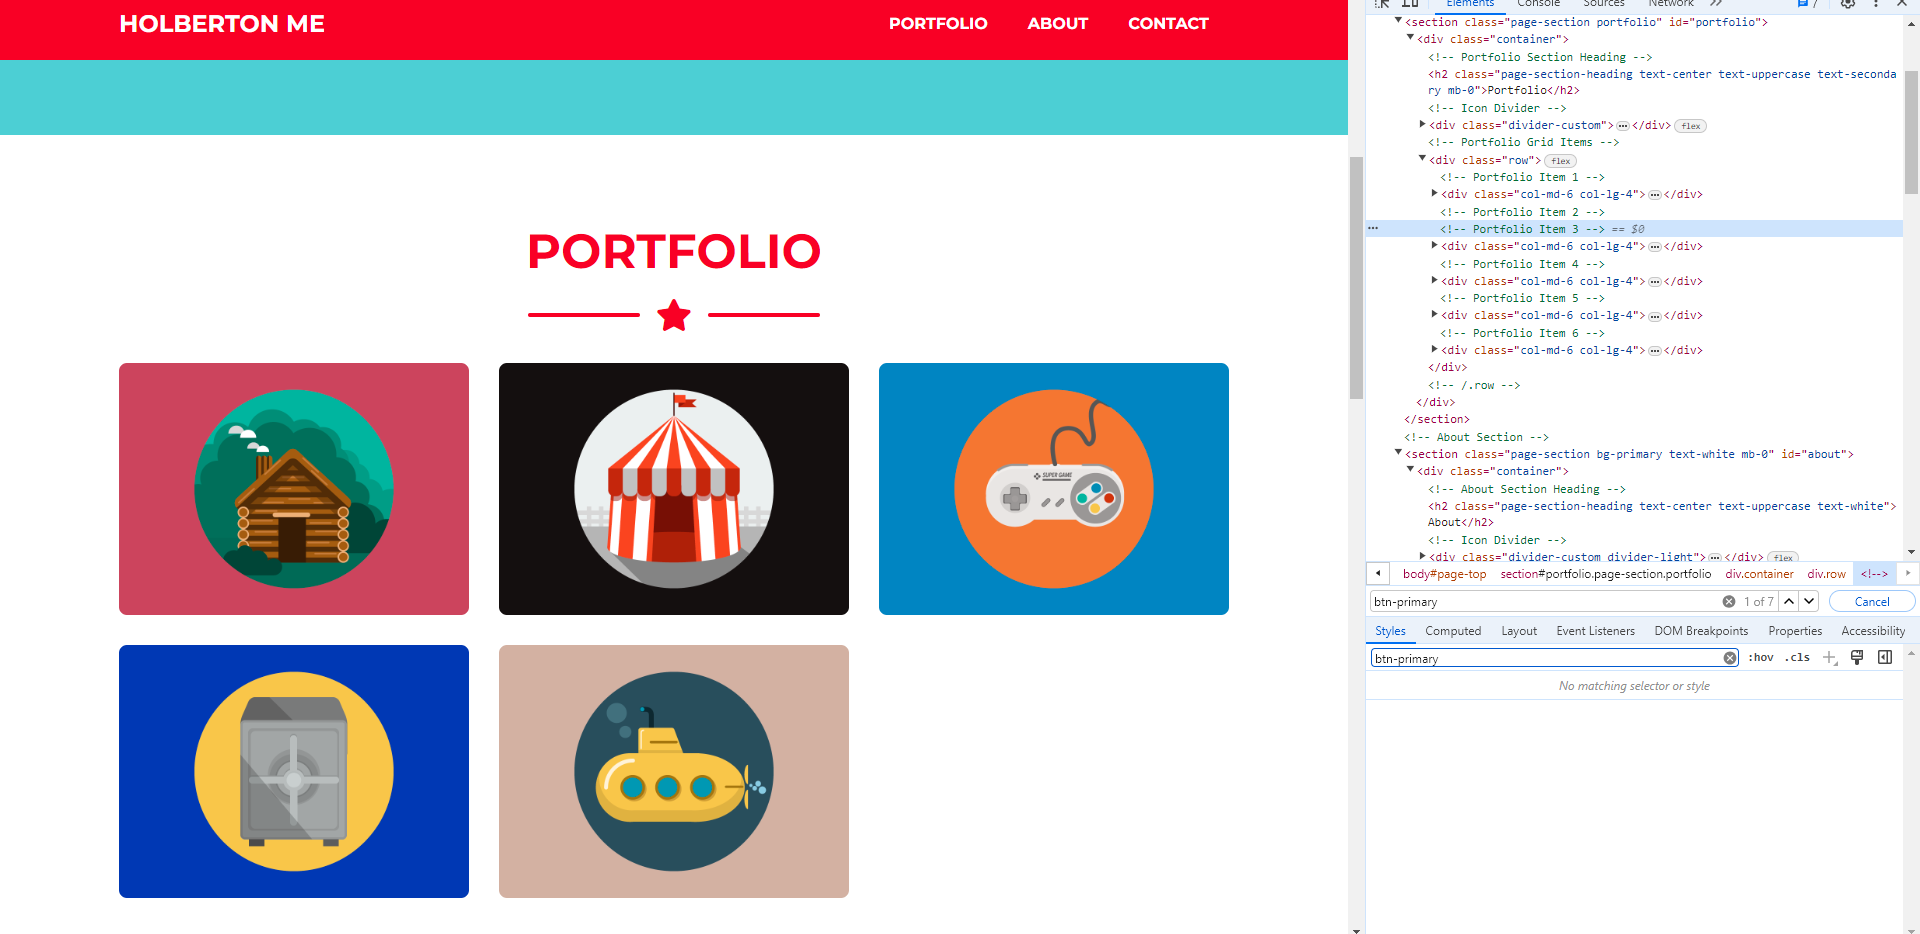 HOLBERTON ME
PORTFOLIO ABOUT CONTACT
PORTFOLIO
SUPER GAME
Elements Console Sources Network » 7
<section class="page-section portfolio" id="portfolio">
<div class="container">
<!-- Portfolio Section Heading -->
<h2 class="page-section-heading text-center text-uppercase text-seconda
ry mb-0">Portfolio</h2>
<!-- Icon Divider -->
<div class="divider-custom">…</div> flex
<!-- Portfolio Grid Items -->
<div class="row"> flex
<!-- Portfolio Item 1 -->
<div class="col-md-6 col-lg-4">…</div>
<!-- Portfolio Item 2 -->
… <!-- Portfolio Item 3 --> == $0
<div class="col-md-6 col-lg-4">…</div>
<!-- Portfolio Item 4 -->
<div class="col-md-6 col-lg-4">…</div>
<!-- Portfolio Item 5 -->
<div class="col-md-6 col-lg-4">…</div>
<!-- Portfolio Item 6 -->
<div class="col-md-6 col-lg-4">…</div>
</div>
<!-- /.row -->
</div>
</section>
<!-- About Section -->
<section class="page-section bg-primary text-white mb-0" id="about">
<div class="container">
<!-- About Section Heading -->
<h2 class="page-section-heading text-center text-uppercase text-white">
About</h2>
<!-- Icon Divider -->
<div class="divider-custom divider-light">…</div> flex
body#page-top section#portfolio.page-section.portfolio div.container div.row <!-->
btn-primary 1 of 7 Cancel
Styles Computed Layout Event Listeners DOM Breakpoints Properties Accessibility
btn-primary :hov .cls
No matching selector or style